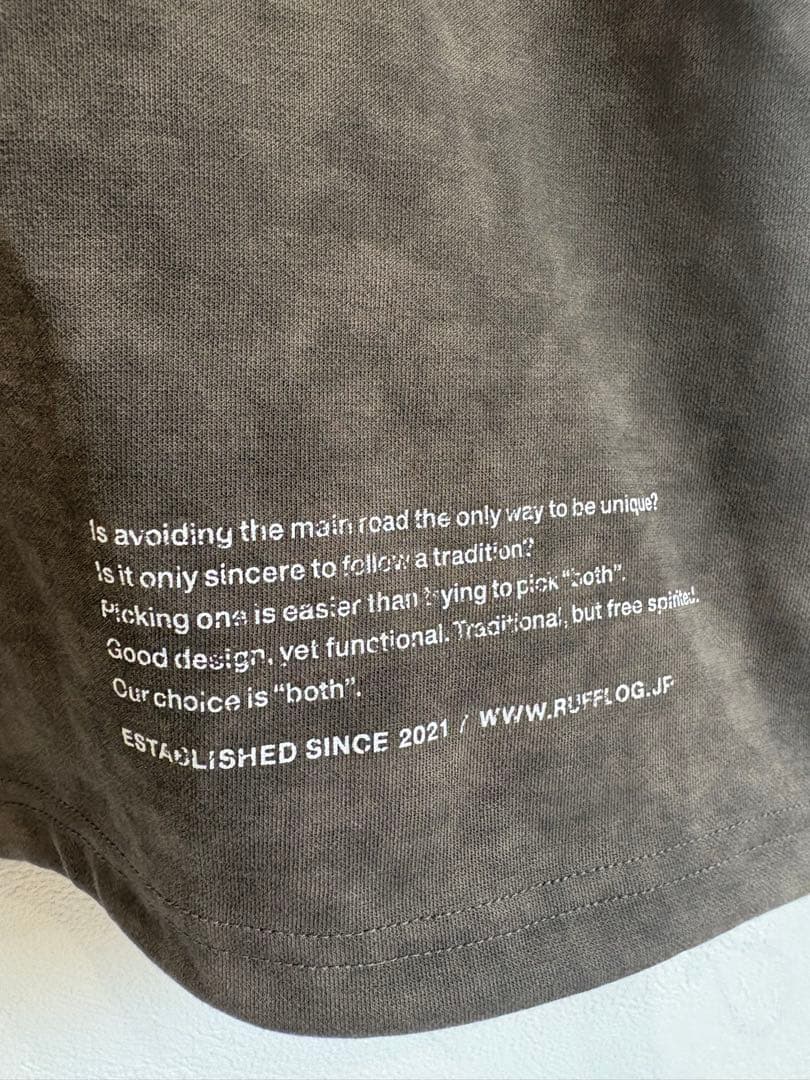 Is avoiding the main road the only way to be unique?
Is it only sincere to follow a tradition?
Picking one is easier than trying to pick “both”.
Good design, yet functional. Traditional, but free spirited.
Our choice is “both”.
ESTABLISHED SINCE 2021 / WWW.RUFFLOG.JP